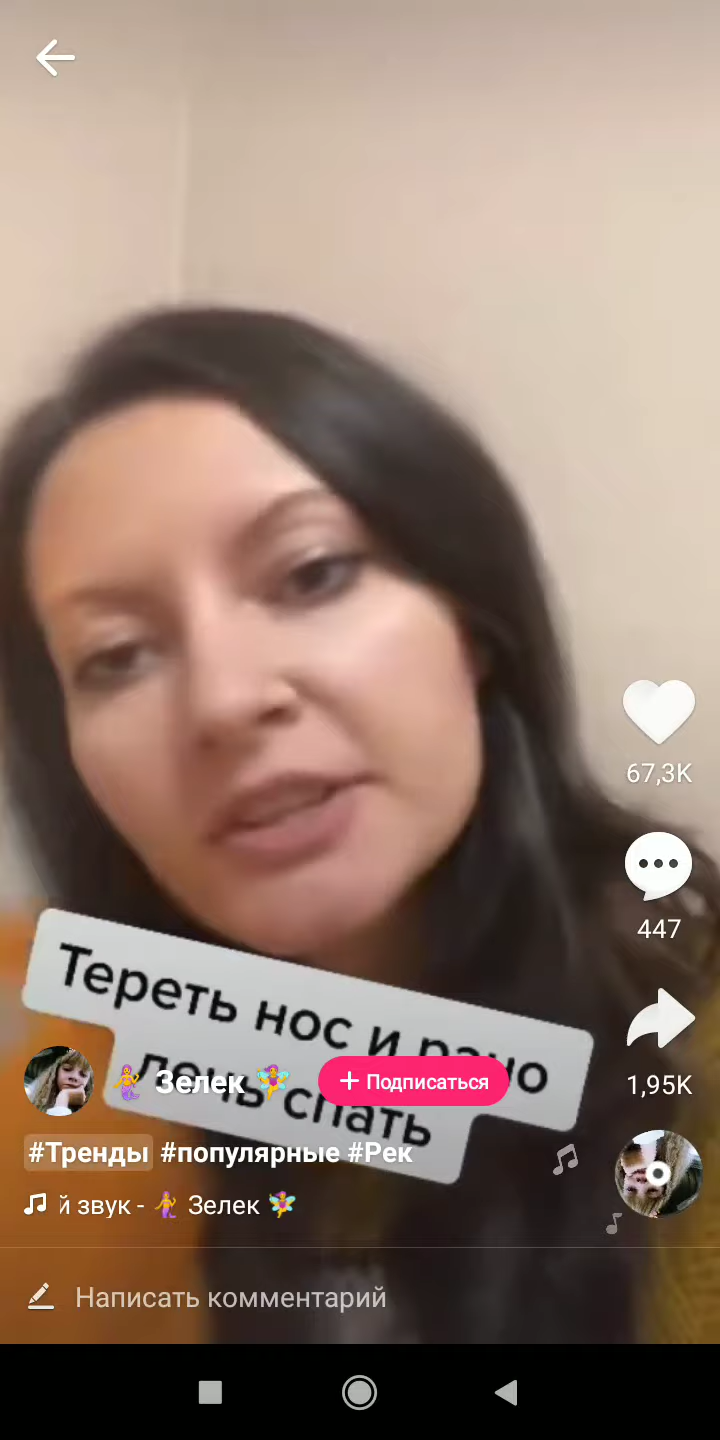 67,3K
447
Тереть нос и рано
лечь спать
Зелек
+ Подписаться
1,95K
#Тренды #популярные #Рек
й звук - Зелек
Написать комментарий